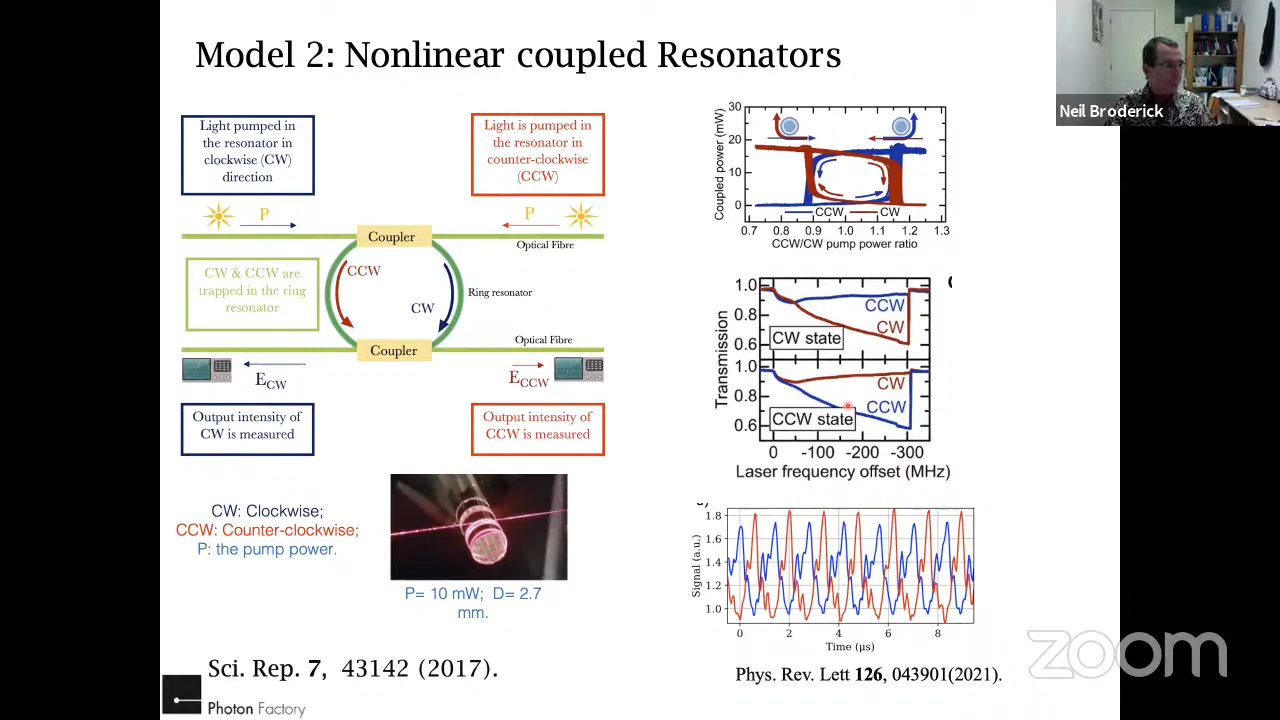 Model 2: Nonlinear coupled Resonators
Neil Broderick
Light pumped in
the resonator in
clockwise (CW)
direction
Light is pumped in
the resonator in
counter-clockwise
(CCW)
P
P
Coupler
Optical Fibre
CW & CCW are
trapped in the ring
resonator
CCW
CW
Ring resonator
Coupler
Optical Fibre
E_CW
E_CCW
Output intensity of
CW is measured
Output intensity of
CCW is measured
CW: Clockwise;
CCW: Counter-clockwise;
P: the pump power.
P= 10 mW; D= 2.7
mm.
Sci. Rep. 7, 43142 (2017).
Photon Factory
Coupled power (mW)
30
20
10
0
CCW CW
0.7 0.8 0.9 1.0 1.1 1.2 1.3
CCW/CW pump power ratio
Transmission
1.0
0.8
0.6
CCW
CW
CW state
1.0
0.8
0.6
CW
CCW
CCW state
0 -100 -200 -300
Laser frequency offset (MHz)
Signal (a.u.)
1.8
1.6
1.4
1.2
1.0
0 2 4 6 8
Time (μs)
Phys. Rev. Lett 126, 043901(2021).
zoom